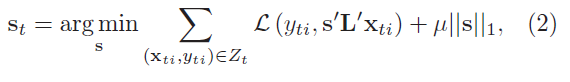 s_t = arg min_s ∑_{(x_{ti},y_{ti})∈Z_t} 𝓛 (y_{ti}, s′L′x_{ti}) + μ||s||_1, (2)